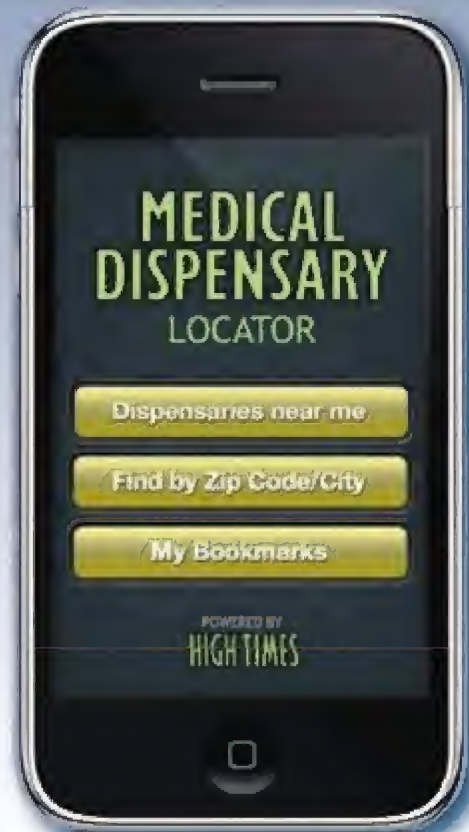 MEDICAL
DISPENSARY
LOCATOR
Dispensaries near me
Find by Zip Code/City
My Bookmarks
POWERED BY
HIGH TIMES